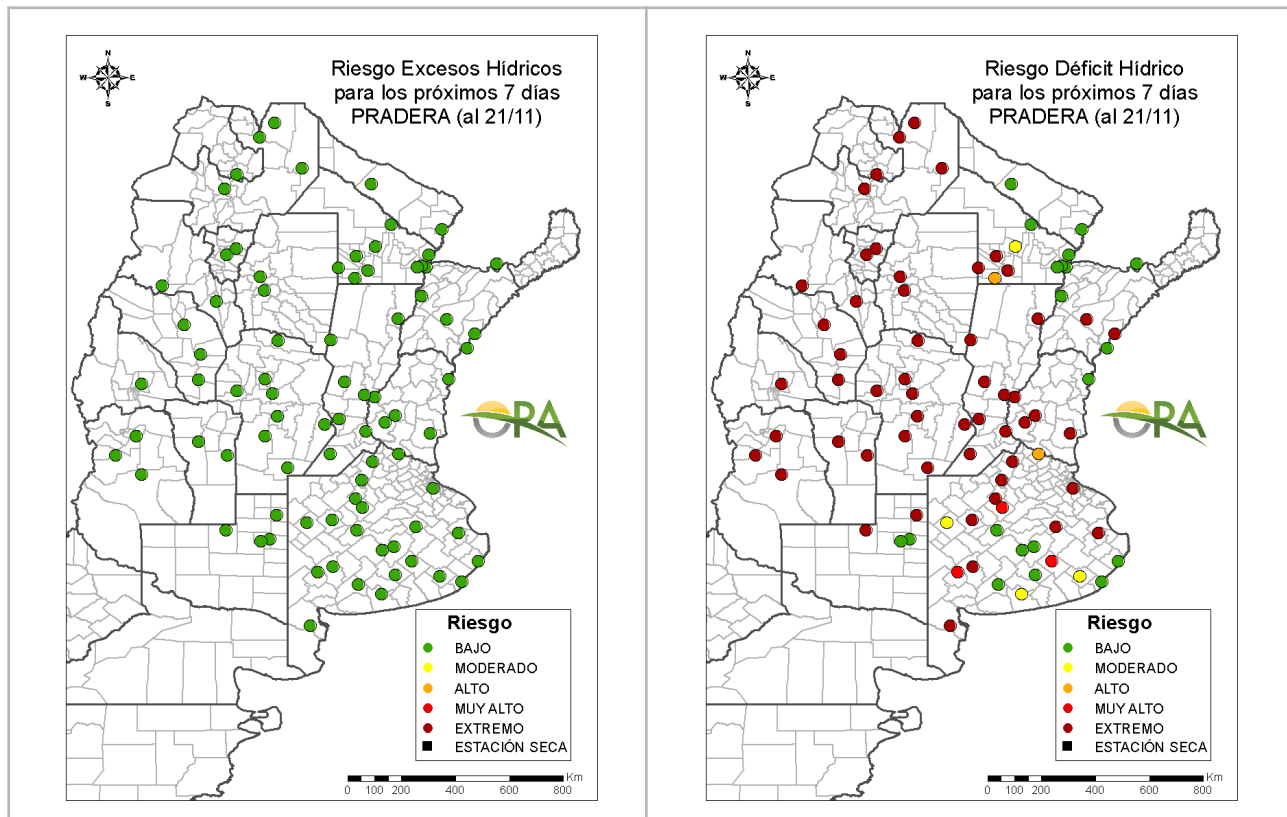 N
W E
S
Riesgo Excesos Hídricos
para los próximos 7 días
PRADERA (al 21/11)
ORA
Riesgo
BAJO
MODERADO
ALTO
MUY ALTO
EXTREMO
ESTACIÓN SECA
Km
0 100 200 400 600 800
N
W E
S
Riesgo Déficit Hídrico
para los próximos 7 días
PRADERA (al 21/11)
ORA
Riesgo
BAJO
MODERADO
ALTO
MUY ALTO
EXTREMO
ESTACIÓN SECA
Km
0 100 200 400 600 800